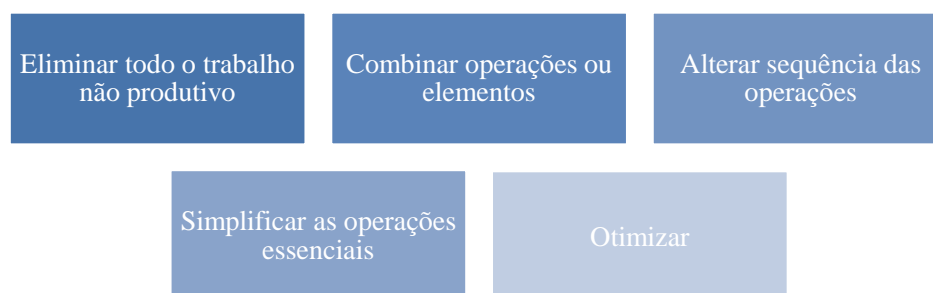 Eliminar todo o trabalho
não produtivo
Combinar operações ou
elementos
Alterar sequência das
operações
Simplificar as operações
essenciais
Otimizar